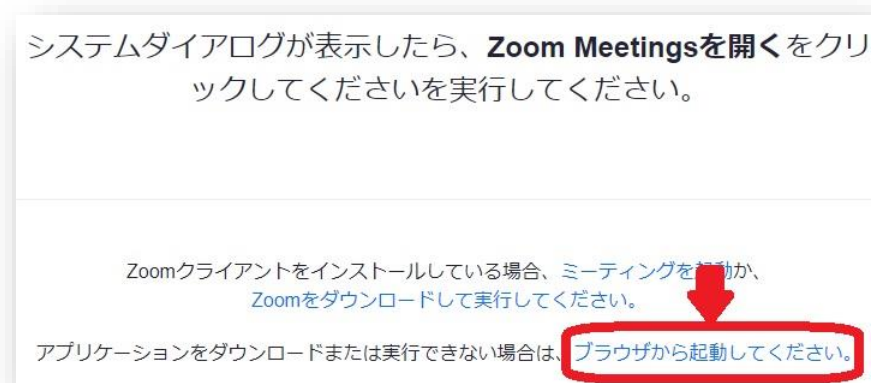 システムダイアログが表示したら、Zoom Meetingsを開くをクリ
ックしてくださいを実行してください。
Zoomクライアントをインストールしている場合、ミーティングを起動か、
Zoomをダウンロードして実行してください。
アプリケーションをダウンロードまたは実行できない場合は、ブラウザから起動してください。